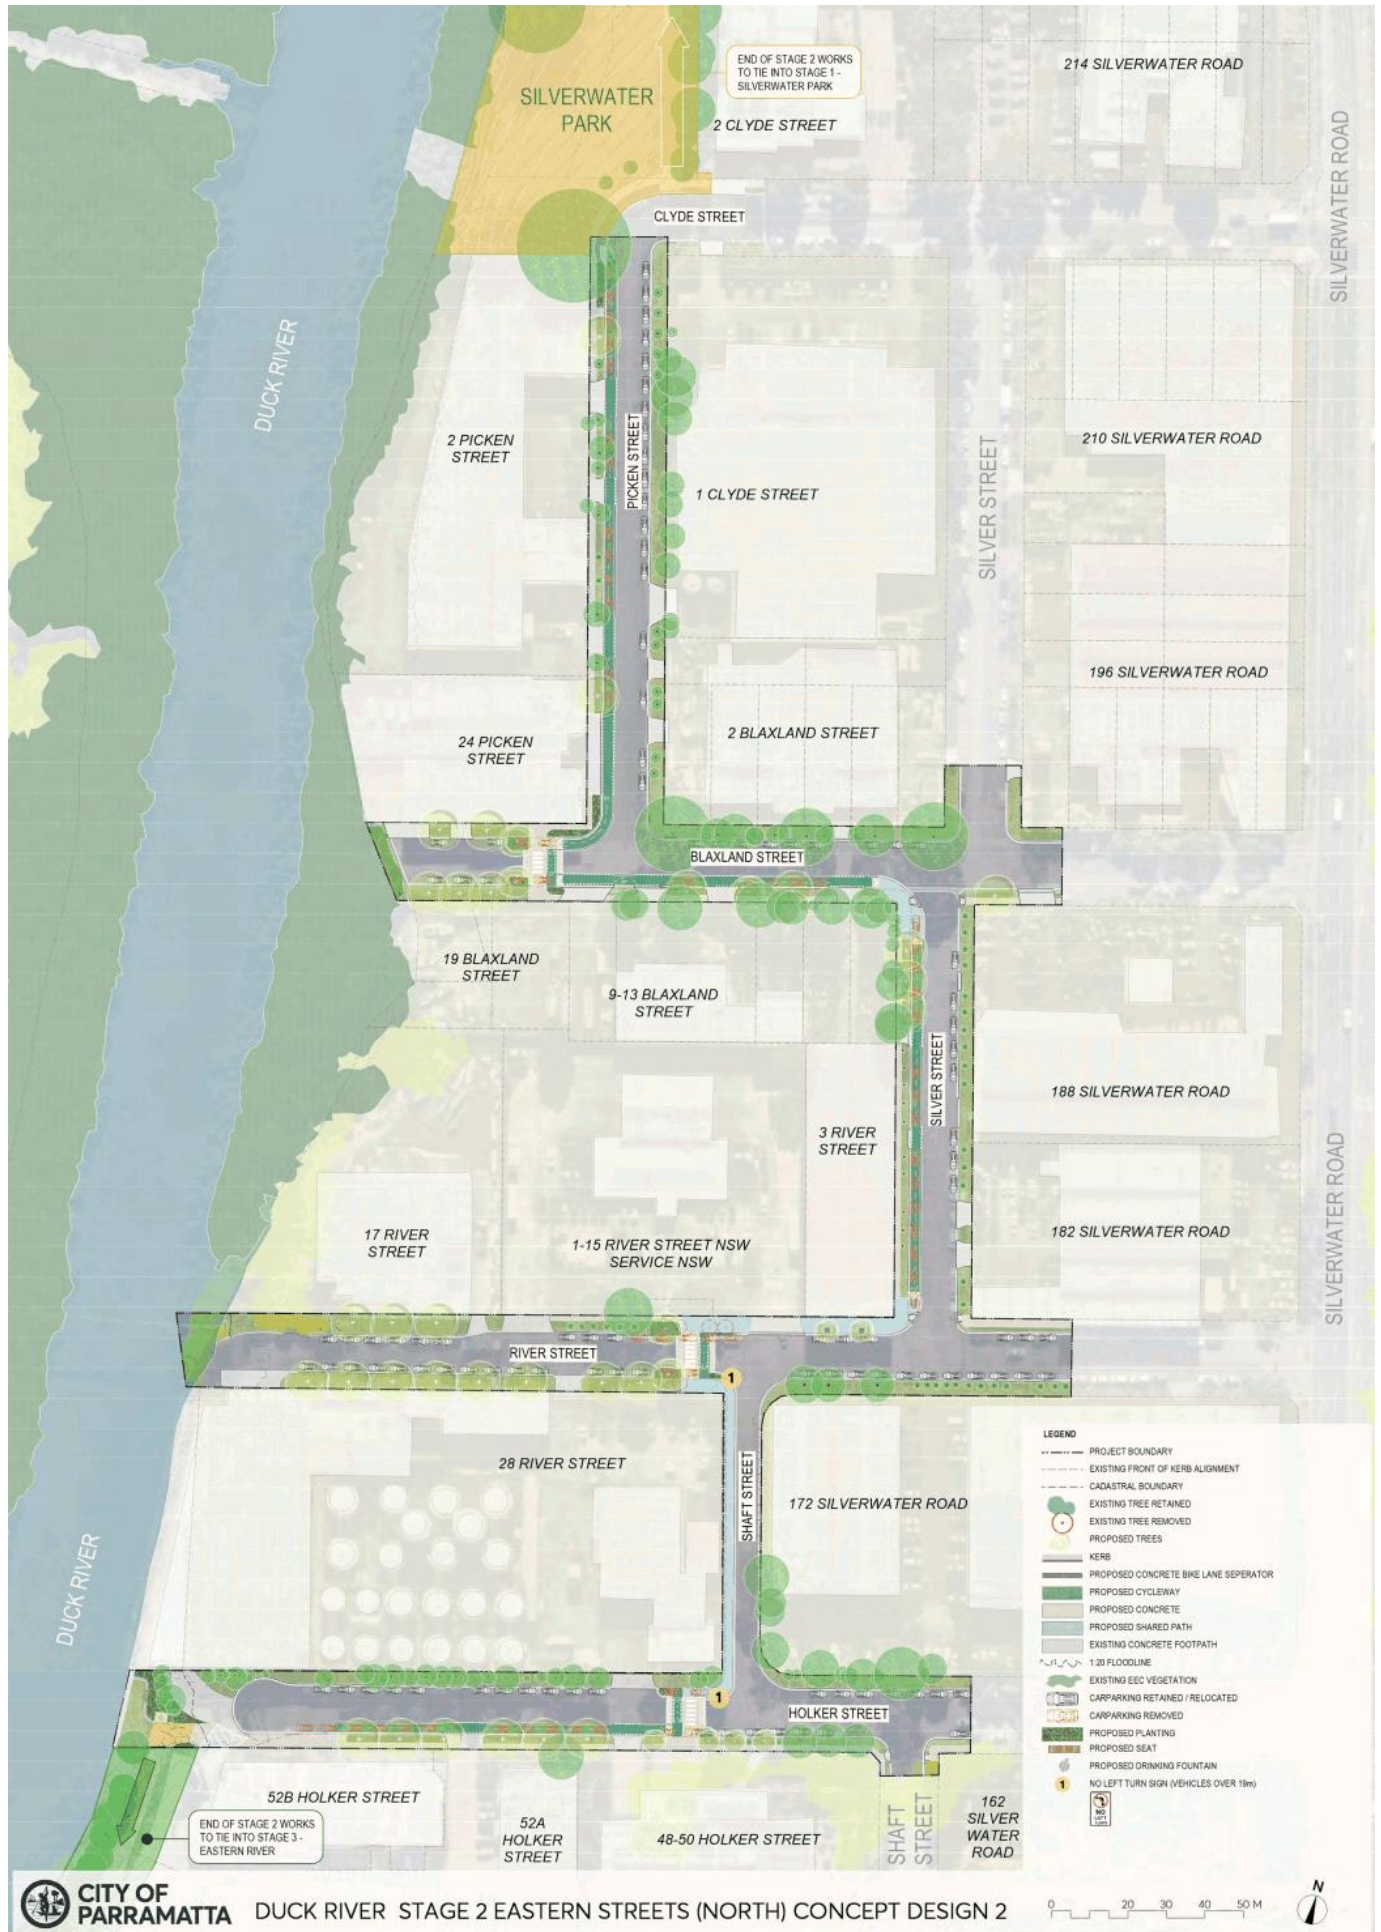 END OF STAGE 2 WORKS
TO TIE INTO STAGE 1 -
SILVERWATER PARK
SILVERWATER
PARK
2 CLYDE STREET
214 SILVERWATER ROAD
SILVERWATER ROAD
CLYDE STREET
DUCK RIVER
2 PICKEN
STREET
PICKEN STREET
1 CLYDE STREET
SILVER STREET
210 SILVERWATER ROAD
196 SILVERWATER ROAD
24 PICKEN
STREET
2 BLAXLAND STREET
BLAXLAND STREET
19 BLAXLAND
STREET
9-13 BLAXLAND
STREET
SILVER STREET
188 SILVERWATER ROAD
3 RIVER
STREET
17 RIVER
STREET
1-15 RIVER STREET NSW
SERVICE NSW
182 SILVERWATER ROAD
SILVERWATER ROAD
RIVER STREET
1
28 RIVER STREET
SHAFT STREET
172 SILVERWATER ROAD
DUCK RIVER
1
HOLKER STREET
52B HOLKER STREET
END OF STAGE 2 WORKS
TO TIE INTO STAGE 3 -
EASTERN RIVER
52A
HOLKER
STREET
48-50 HOLKER STREET
SHAFT
STREET
162
SILVER
WATER
ROAD
LEGEND
PROJECT BOUNDARY
EXISTING FRONT OF KERB ALIGNMENT
CADASTRAL BOUNDARY
EXISTING TREE RETAINED
EXISTING TREE REMOVED
PROPOSED TREES
KERB
PROPOSED CONCRETE BIKE LANE SEPERATOR
PROPOSED CYCLEWAY
PROPOSED CONCRETE
PROPOSED SHARED PATH
EXISTING CONCRETE FOOTPATH
1:20 FLOODLINE
EXISTING EEC VEGETATION
CARPARKING RETAINED / RELOCATED
CARPARKING REMOVED
PROPOSED PLANTING
PROPOSED SEAT
PROPOSED DRINKING FOUNTAIN
1 NO LEFT TURN SIGN (VEHICLES OVER 19m)
NO
LEFT
TURN
CITY OF
PARRAMATTA
DUCK RIVER STAGE 2 EASTERN STREETS (NORTH) CONCEPT DESIGN 2
0 10 20 30 40 50 M
N